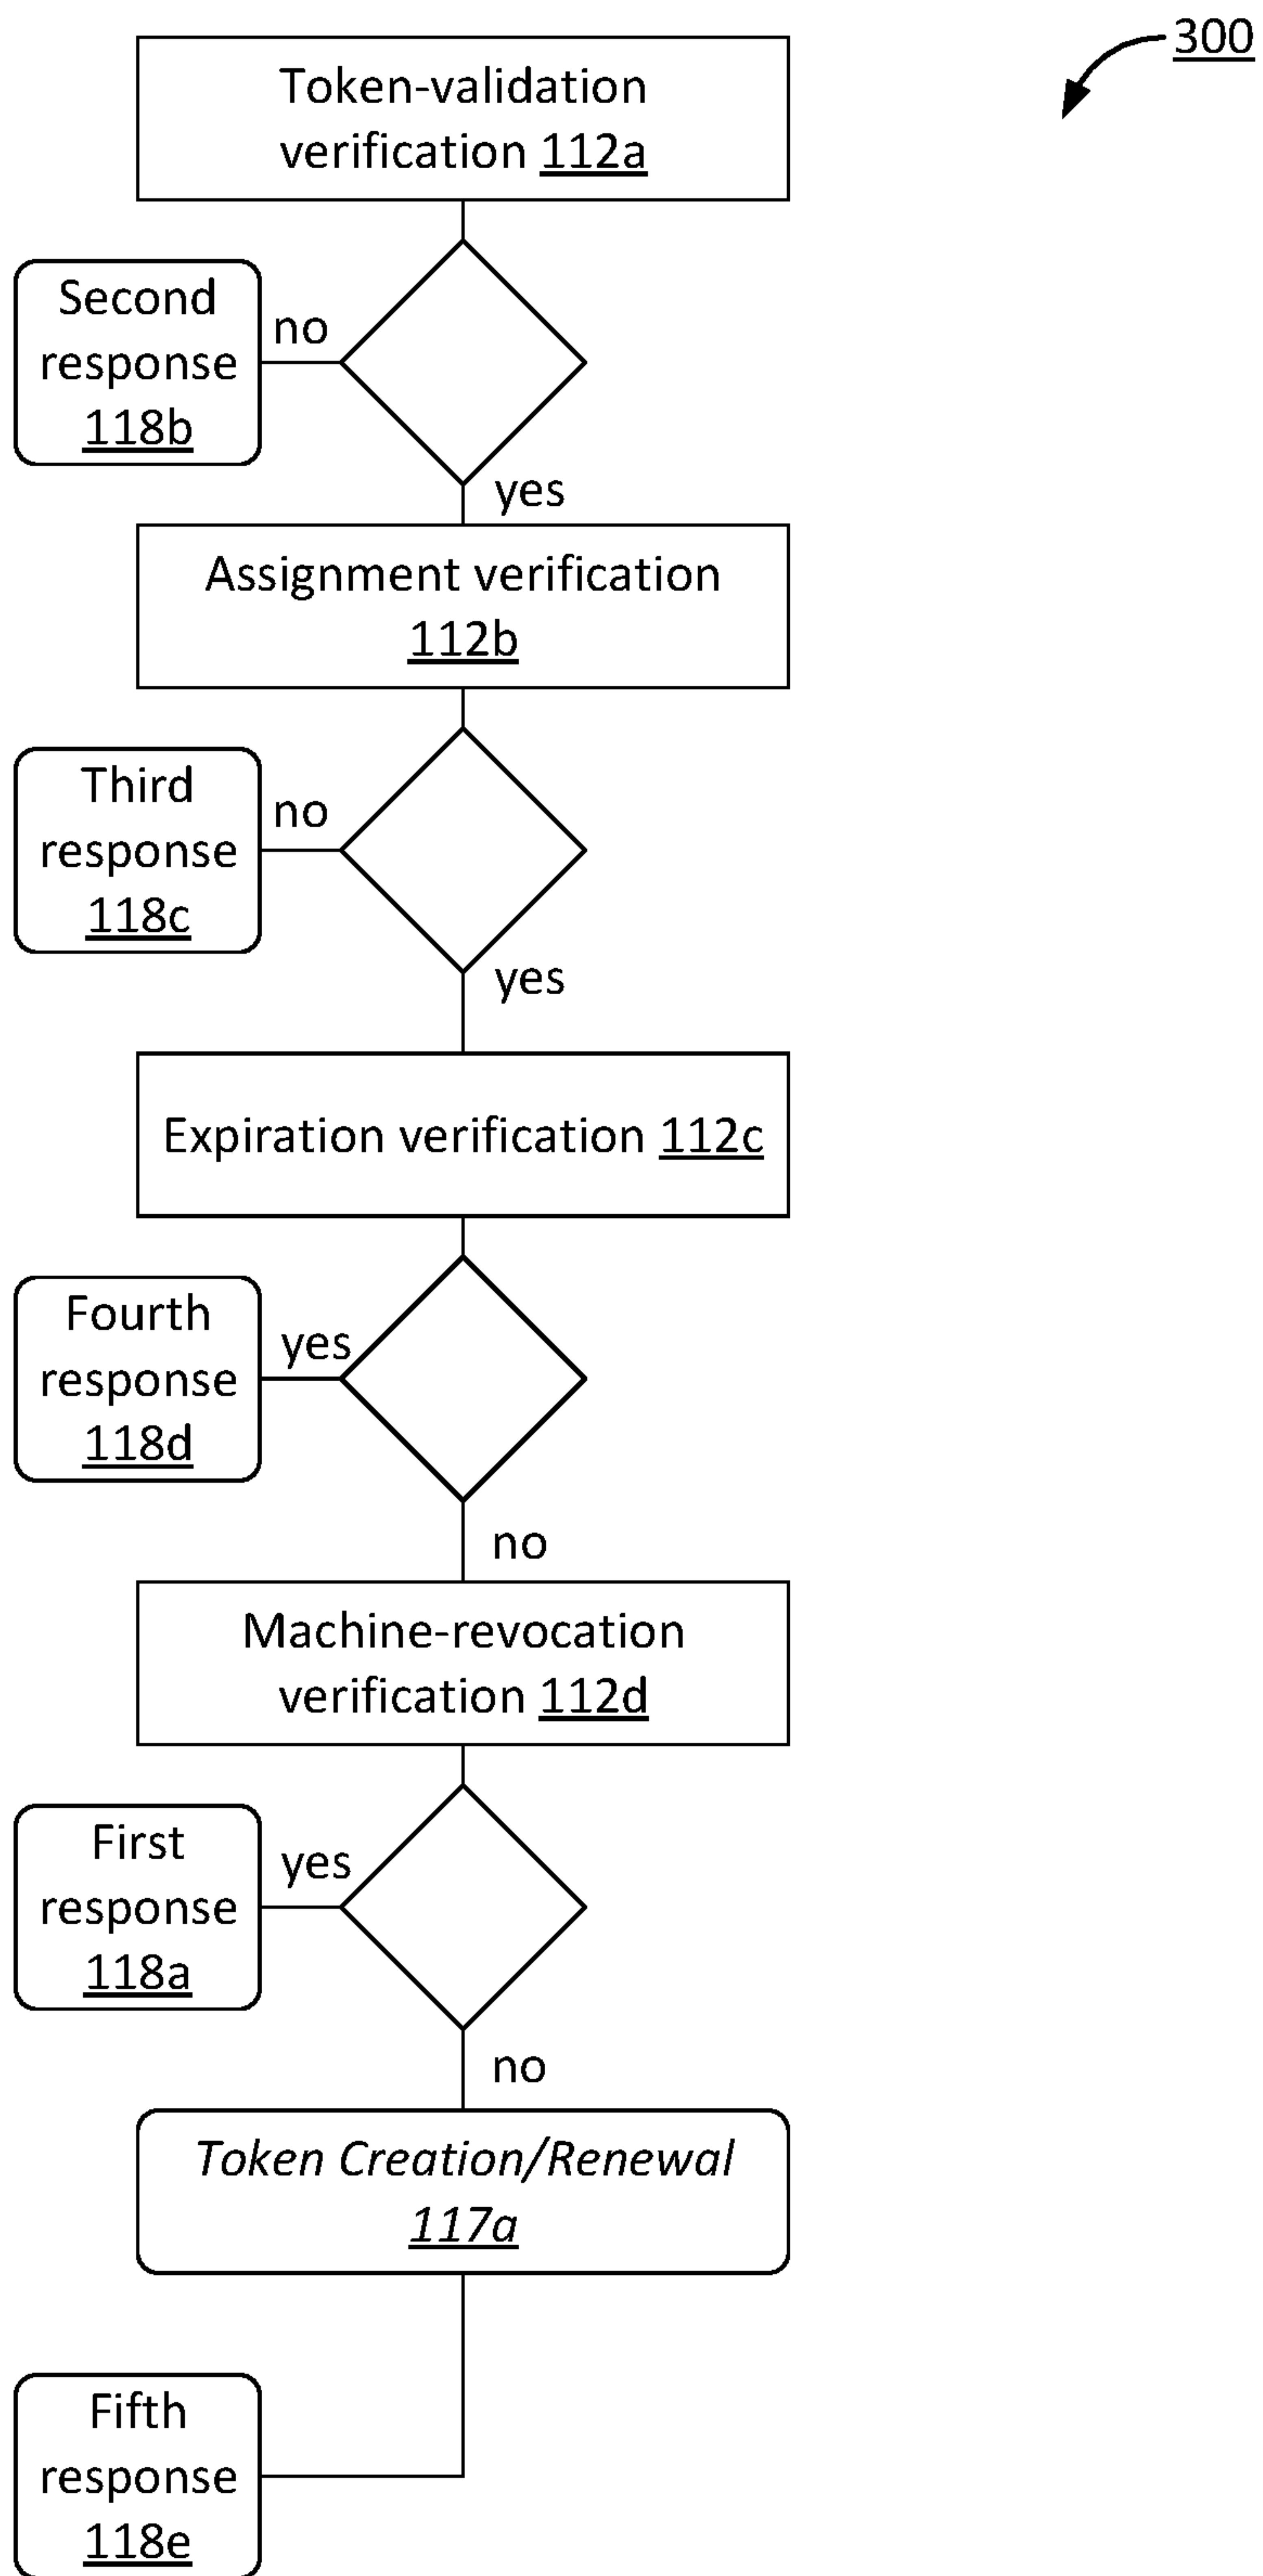 300
Token-validation
verification 112a
Second
response
118b
no
yes
Assignment verification
112b
Third
response
118c
no
yes
Expiration verification 112c
Fourth
response
118d
yes
no
Machine-revocation
verification 112d
First
response
118a
yes
no
Token Creation/Renewal
117a
Fifth
response
118e